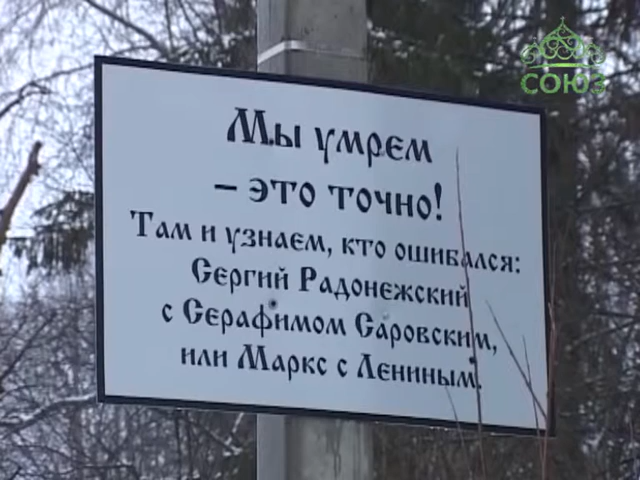 СОЮЗ
Мы умрем
– это точно!
Там и узнаем, кто ошибался:
Сергий Радонежский
с Серафимом Саровским,
или Маркс с Лениным.